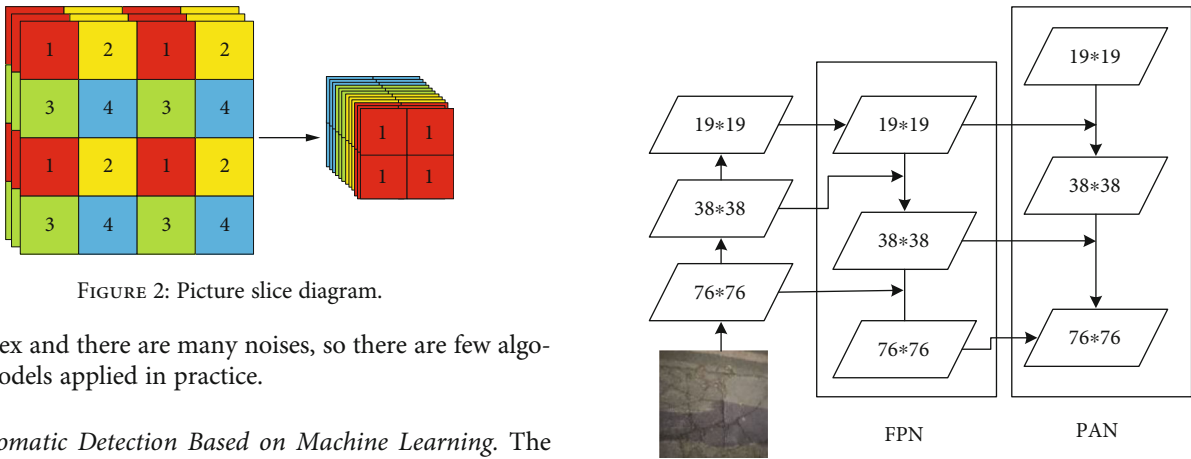 1 2 1 2
3 4 3 4
1 2 1 2
3 4 3 4
1 1
1 1
FIGURE 2: Picture slice diagram.
ex and there are many noises, so there are few algo-
odels applied in practice.
omatic Detection Based on Machine Learning. The
19*19
19*19
19*19
38*38
38*38
38*38
76*76
76*76
76*76
FPN
PAN